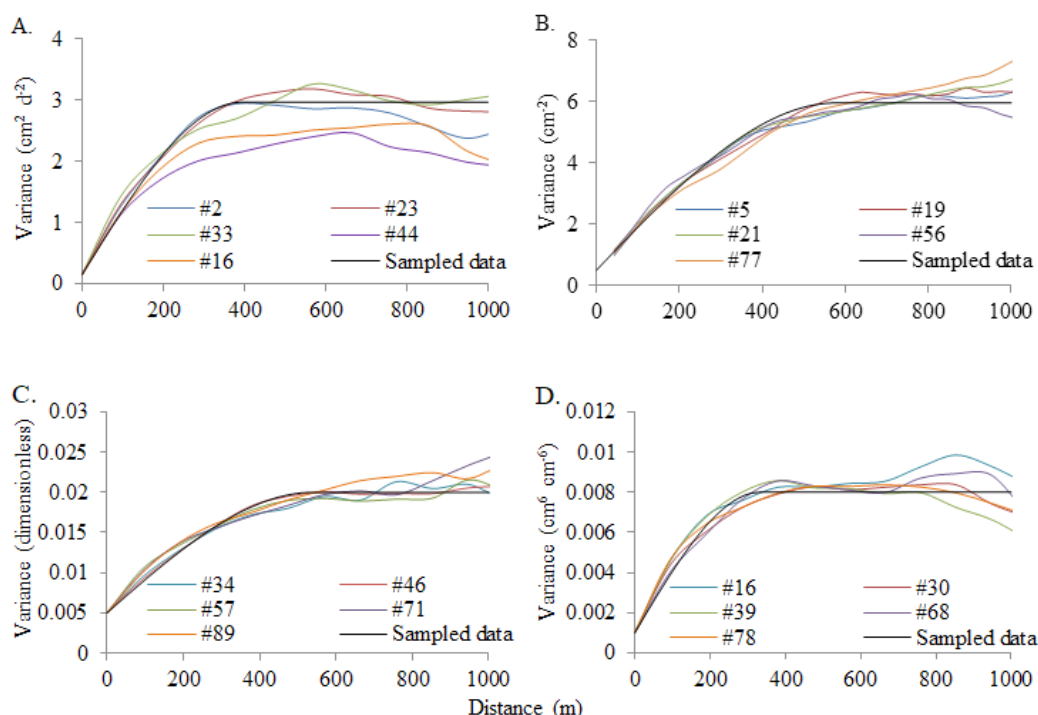 A.
Variance (cm² d⁻²)
4
3
2
1
0
#2 #23
#33 #44
#16 Sampled data
0 200 400 600 800 1000
B.
Variance (cm⁻²)
8
6
4
2
0
#5 #19
#21 #56
#77 Sampled data
0 200 400 600 800 1000
C.
Variance (dimensionless)
0.03
0.025
0.02
0.015
0.01
0.005
0
#34 #46
#57 #71
#89 Sampled data
0 200 400 600 800 1000
D.
Variance (cm⁶ cm⁻⁶)
0.012
0.01
0.008
0.006
0.004
0.002
0
#16 #30
#39 #68
#78 Sampled data
0 200 400 600 800 1000
Distance (m)